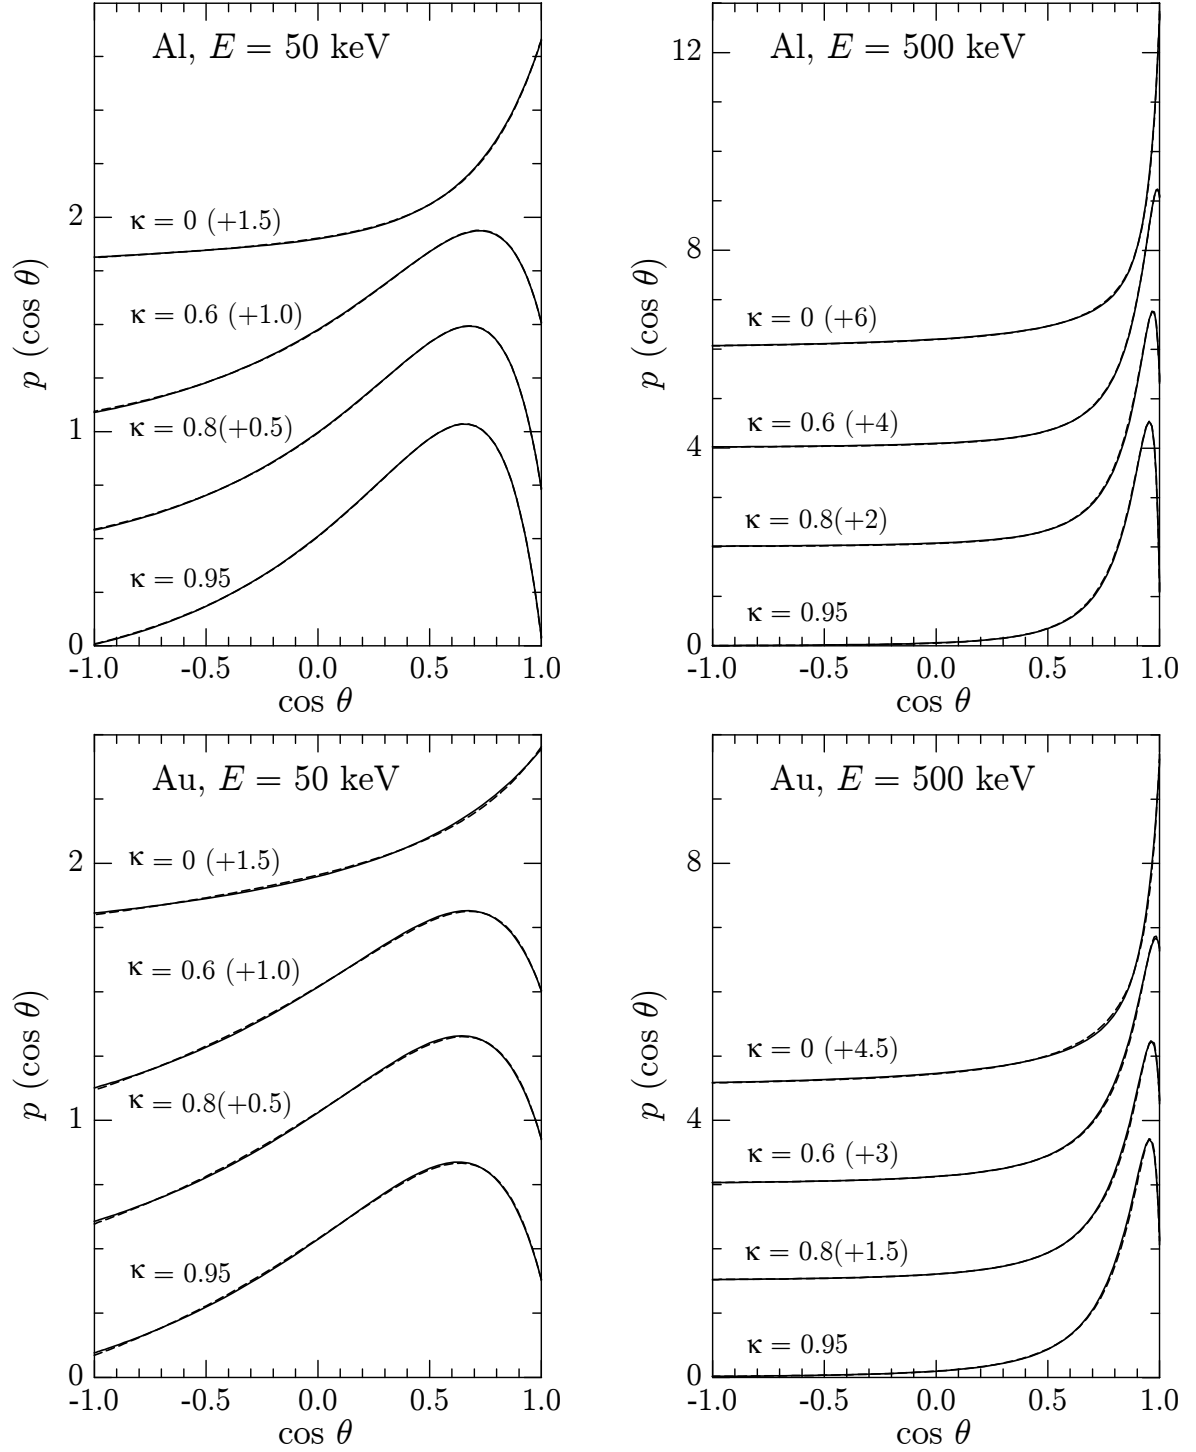 Al, E = 50 keV
2
1
0
p (cos θ)
κ = 0 (+1.5)
κ = 0.6 (+1.0)
κ = 0.8(+0.5)
κ = 0.95
-1.0 -0.5 0.0 0.5 1.0
cos θ
Al, E = 500 keV
12
8
4
0
p (cos θ)
κ = 0 (+6)
κ = 0.6 (+4)
κ = 0.8(+2)
κ = 0.95
-1.0 -0.5 0.0 0.5 1.0
cos θ
Au, E = 50 keV
2
1
0
p (cos θ)
κ = 0 (+1.5)
κ = 0.6 (+1.0)
κ = 0.8(+0.5)
κ = 0.95
-1.0 -0.5 0.0 0.5 1.0
cos θ
Au, E = 500 keV
8
4
0
p (cos θ)
κ = 0 (+4.5)
κ = 0.6 (+3)
κ = 0.8(+1.5)
κ = 0.95
-1.0 -0.5 0.0 0.5 1.0
cos θ